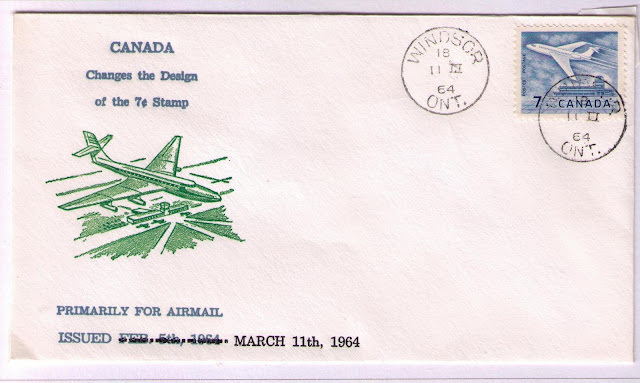 CANADA
Changes the Design
of the 7¢ Stamp
PRIMARILY FOR AIRMAIL
ISSUED FEB. 5th, 1964. MARCH 11th, 1964
WINDSOR
18
11 III
64
ONT.
7 CANADA
64
ONT.